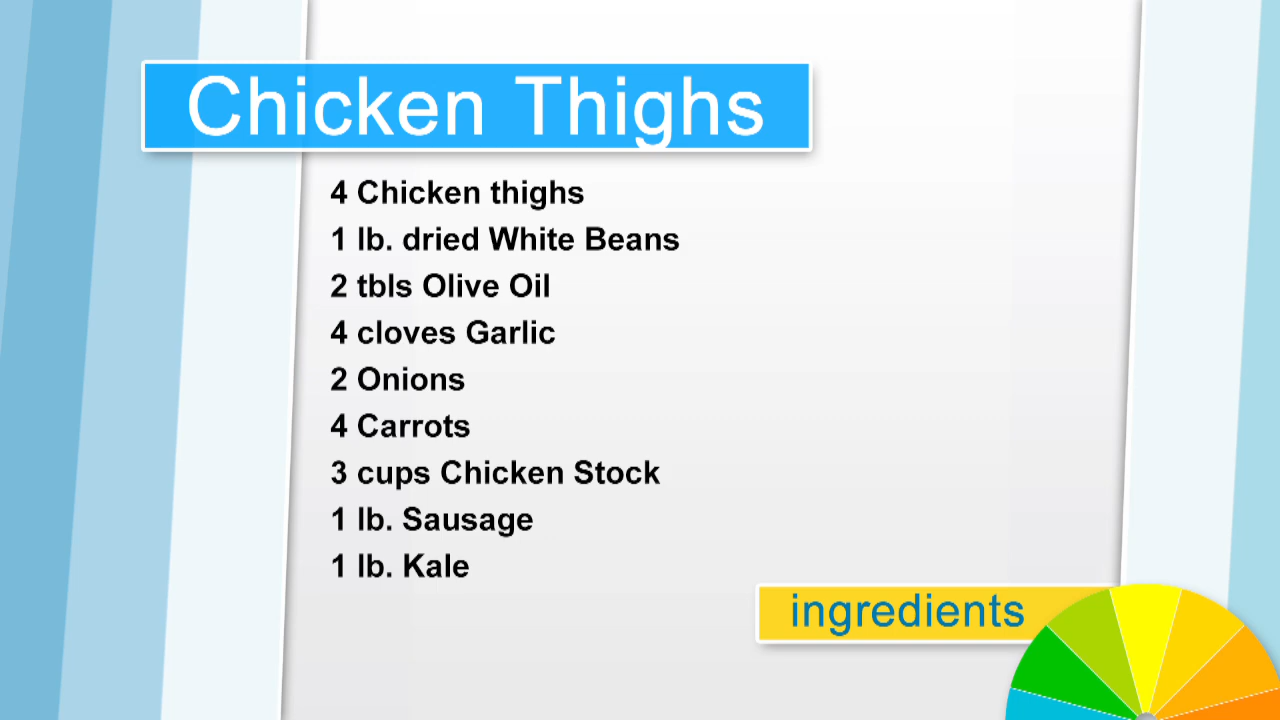 Chicken Thighs
4 Chicken thighs
1 lb. dried White Beans
2 tbls Olive Oil
4 cloves Garlic
2 Onions
4 Carrots
3 cups Chicken Stock
1 lb. Sausage
1 lb. Kale
ingredients